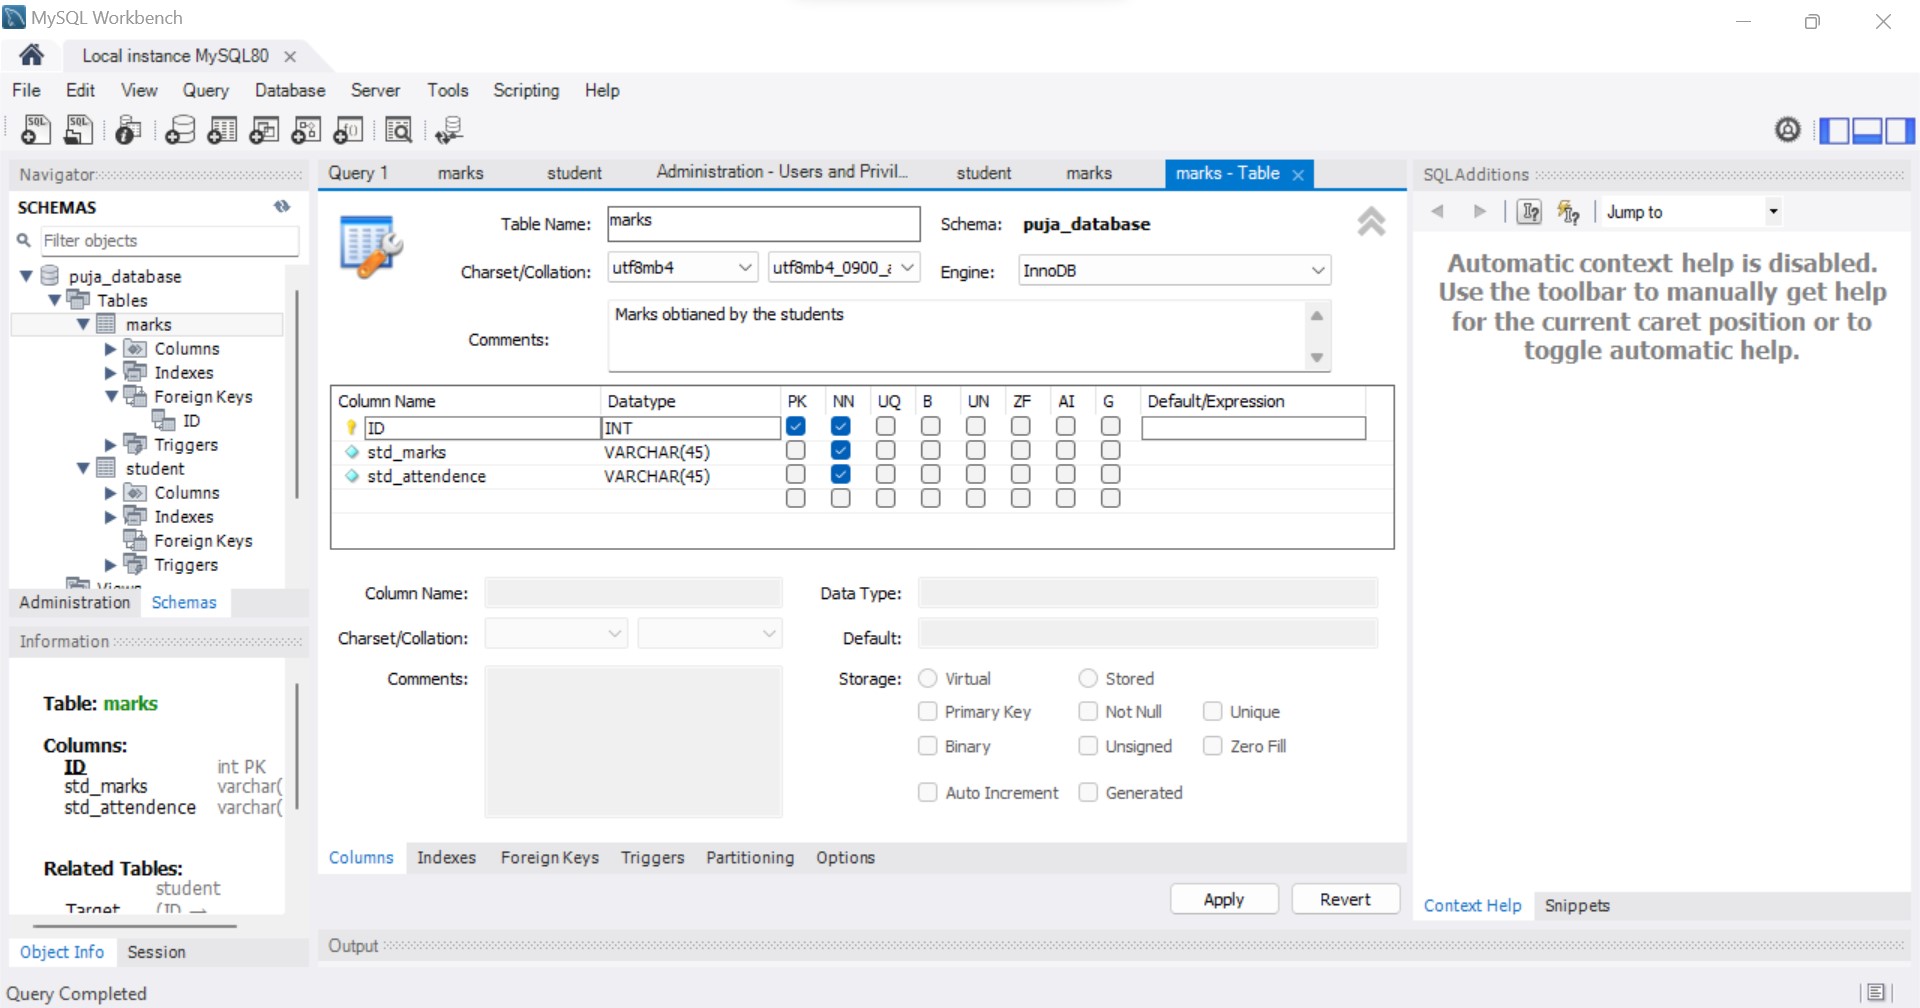 MySQL Workbench
Local instance MySQL80
File Edit View Query Database Server Tools Scripting Help
Navigator
SCHEMAS
Filter objects
puja_database
Tables
marks
Columns
Indexes
Foreign Keys
ID
Triggers
student
Columns
Indexes
Foreign Keys
Triggers
Views
Administration Schemas
Information
Table: marks
Columns:
ID int PK
std_marks varchar(
std_attendence varchar(
Related Tables:
student
Target (ID →
Object Info Session
Query 1 marks student Administration - Users and Privil... student marks marks - Table
Table Name: marks Schema: puja_database
Charset/Collation: utf8mb4 utf8mb4_0900_a Engine: InnoDB
Comments: Marks obtianed by the students
Column Name Datatype PK NN UQ B UN ZF AI G Default/Expression
ID INT
std_marks VARCHAR(45)
std_attendence VARCHAR(45)
Column Name: Data Type:
Charset/Collation: Default:
Comments: Storage: Virtual Stored
Primary Key Not Null Unique
Binary Unsigned Zero Fill
Auto Increment Generated
Columns Indexes Foreign Keys Triggers Partitioning Options
Apply Revert
Output
SQLAdditions
Jump to
Automatic context help is disabled.
Use the toolbar to manually get help
for the current caret position or to
toggle automatic help.
Context Help Snippets
Query Completed